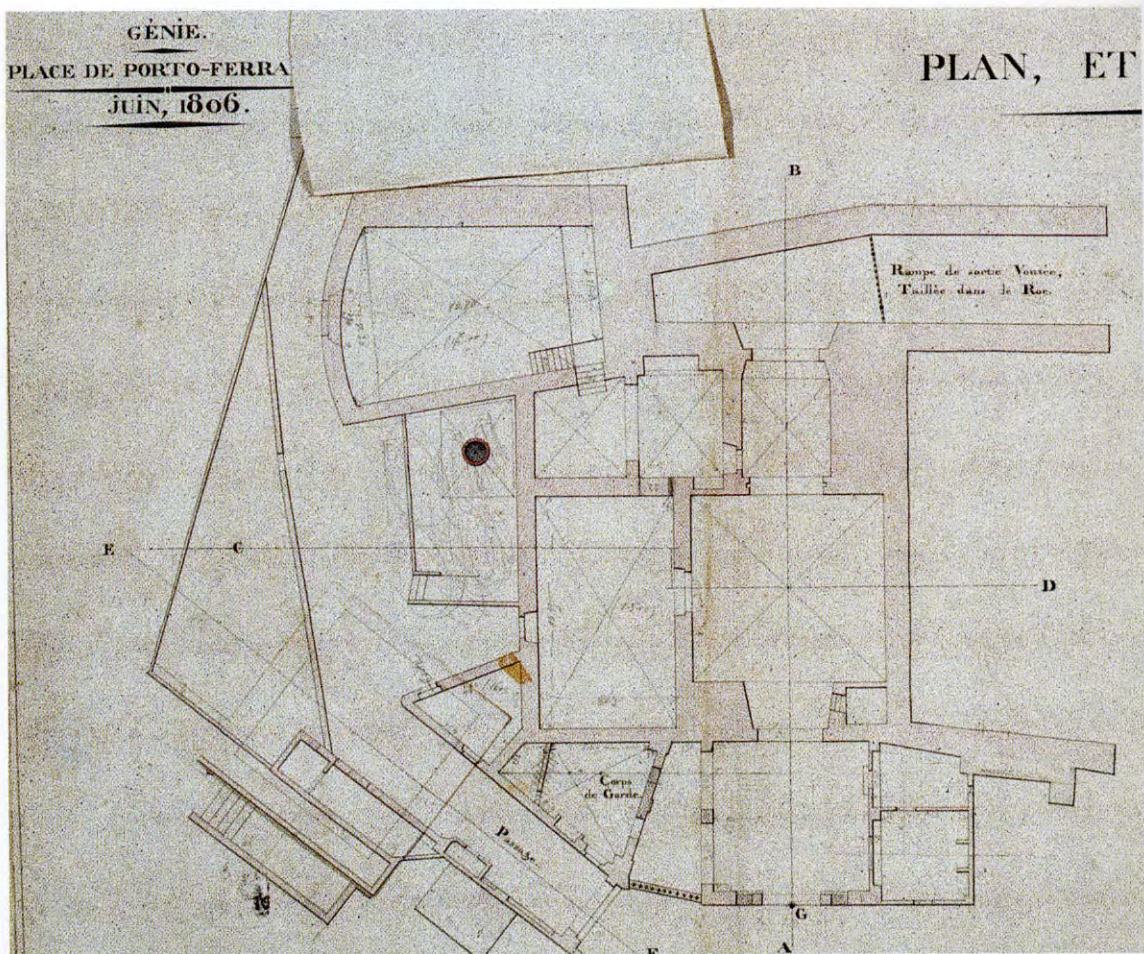 GÉNIE.
PLACE DE PORTO-FERRA
JUIN, 1806.
PLAN, ET
B
Rampe de sortie Voutée,
Taillée dans le Roc.
E
C
D
Corps
de Garde.
Passage
G
A